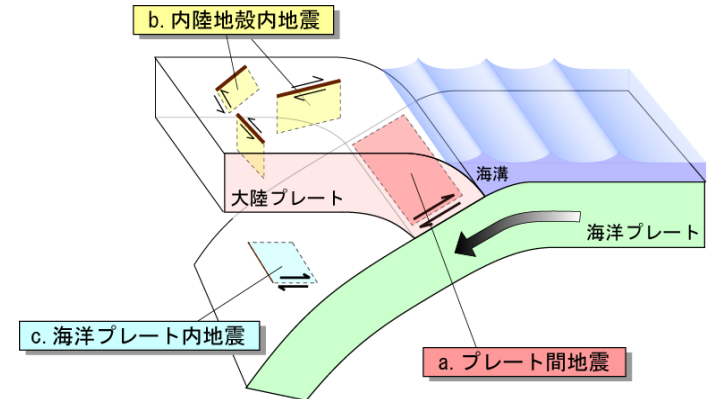 b. 内陸地殻内地震
海溝
大陸プレート
海洋プレート
c. 海洋プレート内地震
a. プレート間地震